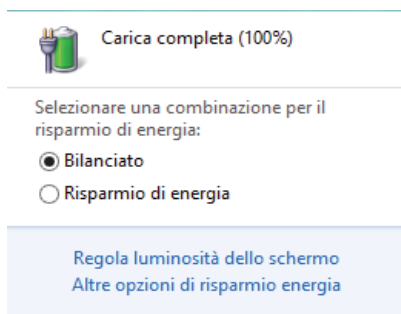 Carica completa (100%)
Selezionare una combinazione per il
risparmio di energia:
Bilanciato
Risparmio di energia
Regola luminosità dello schermo
Altre opzioni di risparmio energia